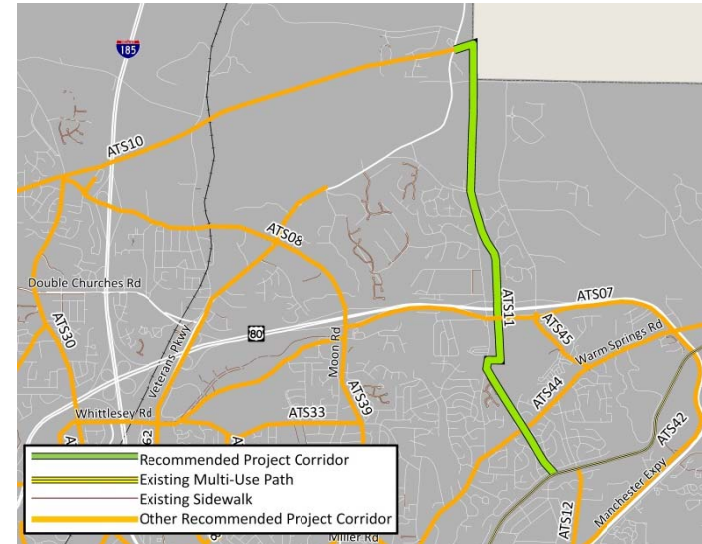 185
ATS10
ATS08
Double Churches Rd
ATS07
ATS11
80
ATS30
Veterans Pkwy
Moon Rd
ATS45
Warm Springs Rd
ATS44
ATS39
Whittlesey Rd
ATS33
ATS42
Manchester Expy
ATS12
62
Recommended Project Corridor
Existing Multi-Use Path
Existing Sidewalk
Other Recommended Project Corridor
Miller Rd